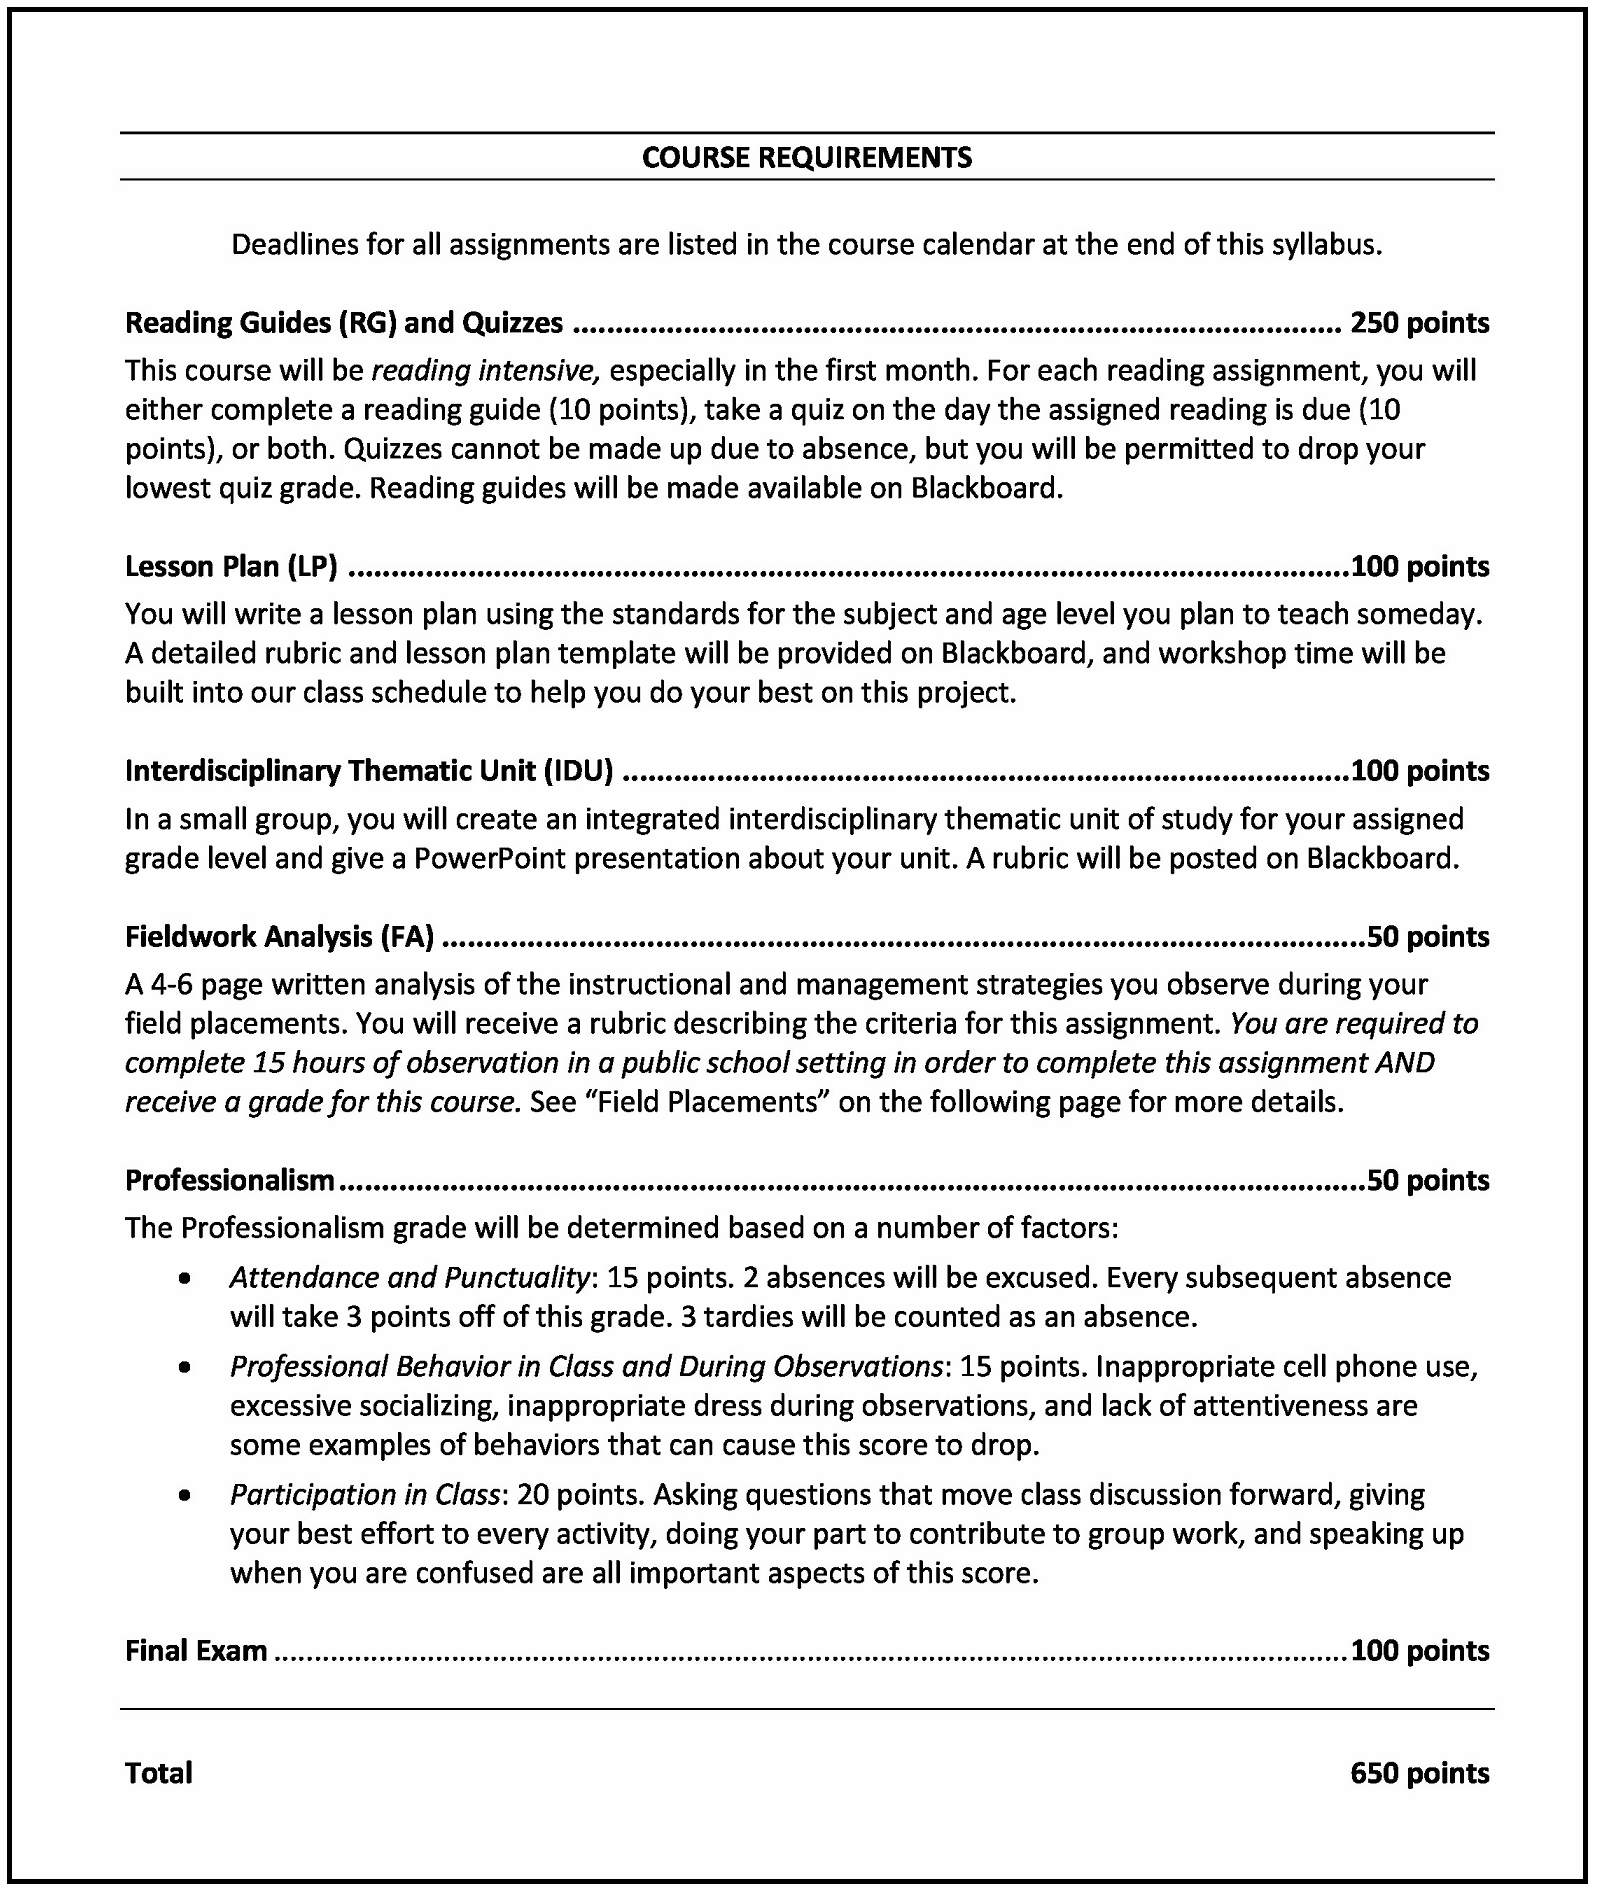 COURSE REQUIREMENTS
Deadlines for all assignments are listed in the course calendar at the end of this syllabus.
Reading Guides (RG) and Quizzes .......................................................................................... 250 points
This course will be reading intensive, especially in the first month. For each reading assignment, you will
either complete a reading guide (10 points), take a quiz on the day the assigned reading is due (10
points), or both. Quizzes cannot be made up due to absence, but you will be permitted to drop your
lowest quiz grade. Reading guides will be made available on Blackboard.
Lesson Plan (LP) .....................................................................................................................100 points
You will write a lesson plan using the standards for the subject and age level you plan to teach someday.
A detailed rubric and lesson plan template will be provided on Blackboard, and workshop time will be
built into our class schedule to help you do your best on this project.
Interdisciplinary Thematic Unit (IDU) .....................................................................................100 points
In a small group, you will create an integrated interdisciplinary thematic unit of study for your assigned
grade level and give a PowerPoint presentation about your unit. A rubric will be posted on Blackboard.
Fieldwork Analysis (FA) ............................................................................................................50 points
A 4-6 page written analysis of the instructional and management strategies you observe during your
field placements. You will receive a rubric describing the criteria for this assignment. You are required to
complete 15 hours of observation in a public school setting in order to complete this assignment AND
receive a grade for this course. See “Field Placements” on the following page for more details.
Professionalism........................................................................................................................50 points
The Professionalism grade will be determined based on a number of factors:
• Attendance and Punctuality: 15 points. 2 absences will be excused. Every subsequent absence
will take 3 points off of this grade. 3 tardies will be counted as an absence.
• Professional Behavior in Class and During Observations: 15 points. Inappropriate cell phone use,
excessive socializing, inappropriate dress during observations, and lack of attentiveness are
some examples of behaviors that can cause this score to drop.
• Participation in Class: 20 points. Asking questions that move class discussion forward, giving
your best effort to every activity, doing your part to contribute to group work, and speaking up
when you are confused are all important aspects of this score.
Final Exam ..............................................................................................................................100 points
Total 650 points